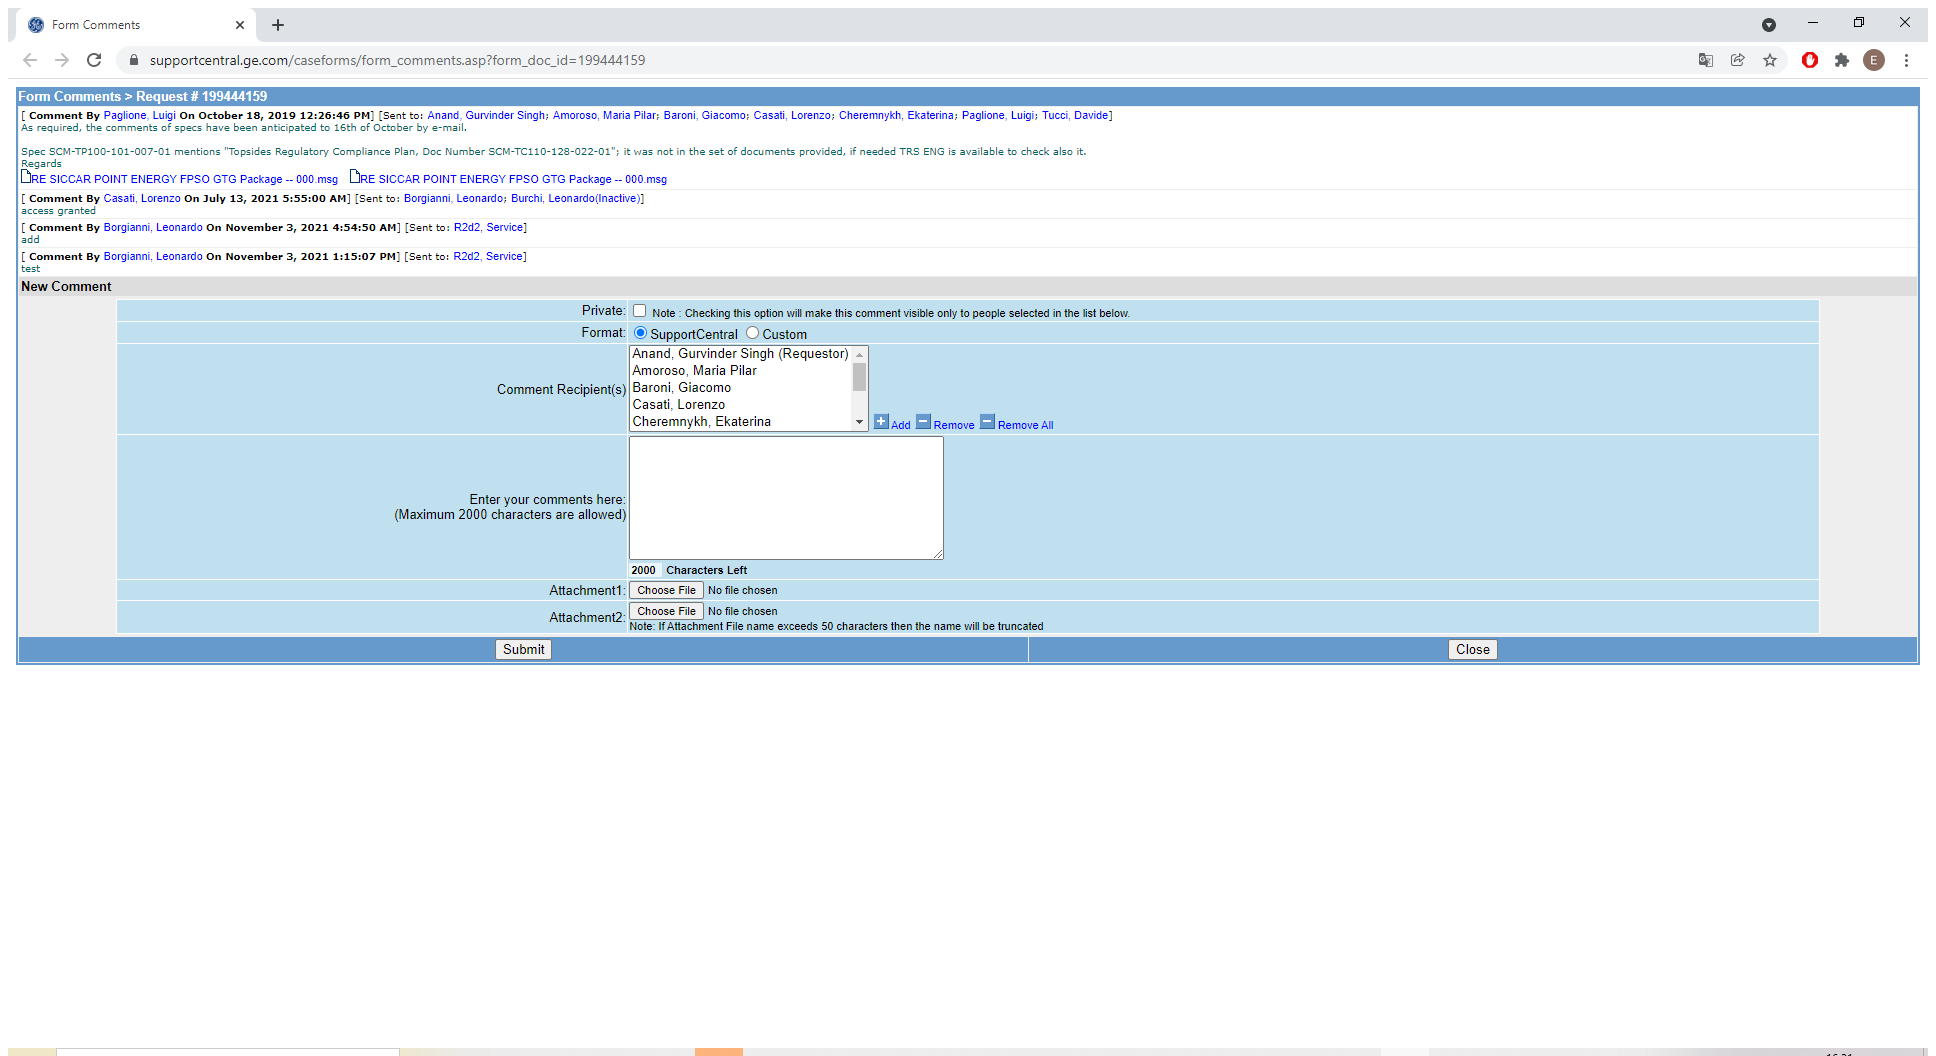 Form Comments
supportcentral.ge.com/caseforms/form_comments.asp?form_doc_id=199444159
E
Form Comments > Request # 199444159
[ Comment By Paglione, Luigi On October 18, 2019 12:26:46 PM] [Sent to: Anand, Gurvinder Singh; Amoroso, Maria Pilar; Baroni, Giacomo; Casati, Lorenzo; Cheremnykh, Ekaterina; Paglione, Luigi; Tucci, Davide]
As required, the comments of specs have been anticipated to 16th of October by e-mail.
Spec SCM-TP100-101-007-01 mentions "Topsides Regulatory Compliance Plan, Doc Number SCM-TC110-128-022-01"; it was not in the set of documents provided, if needed TRS ENG is available to check also it.
Regards
RE SICCAR POINT ENERGY FPSO GTG Package -- 000.msg RE SICCAR POINT ENERGY FPSO GTG Package -- 000.msg
[ Comment By Casati, Lorenzo On July 13, 2021 5:55:00 AM] [Sent to: Borgianni, Leonardo; Burchi, Leonardo(Inactive)]
access granted
[ Comment By Borgianni, Leonardo On November 3, 2021 4:54:50 AM] [Sent to: R2d2, Service]
add
[ Comment By Borgianni, Leonardo On November 3, 2021 1:15:07 PM] [Sent to: R2d2, Service]
test
New Comment
Private: Note : Checking this option will make this comment visible only to people selected in the list below.
Format: SupportCentral Custom
Comment Recipient(s)
Anand, Gurvinder Singh (Requestor)
Amoroso, Maria Pilar
Baroni, Giacomo
Casati, Lorenzo
Cheremnykh, Ekaterina
Add Remove Remove All
Enter your comments here:
(Maximum 2000 characters are allowed)
2000 Characters Left
Attachment1: Choose File No file chosen
Attachment2: Choose File No file chosen
Note: If Attachment File name exceeds 50 characters then the name will be truncated
Submit Close